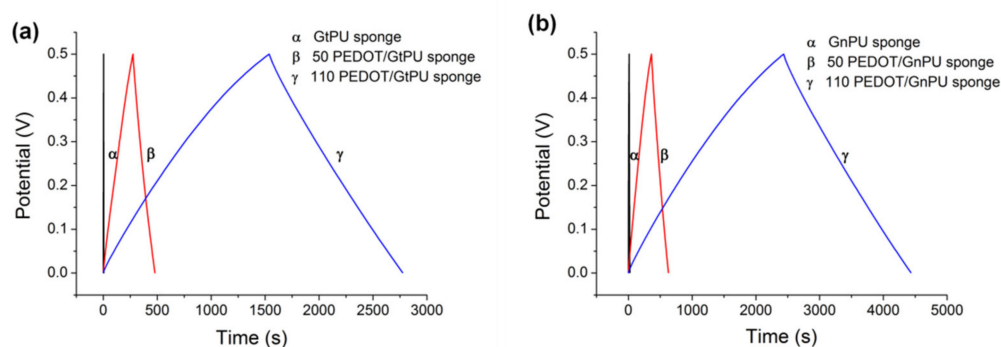 (a)
α GtPU sponge
β 50 PEDOT/GtPU sponge
γ 110 PEDOT/GtPU sponge
0.5
0.4
0.3
0.2
0.1
0.0
Potential (V)
α
β
γ
0 500 1000 1500 2000 2500 3000
Time (s)
(b)
α GnPU sponge
β 50 PEDOT/GnPU sponge
γ 110 PEDOT/GnPU sponge
0.5
0.4
0.3
0.2
0.1
0.0
Potential (V)
α
β
γ
0 1000 2000 3000 4000 5000
Time (s)